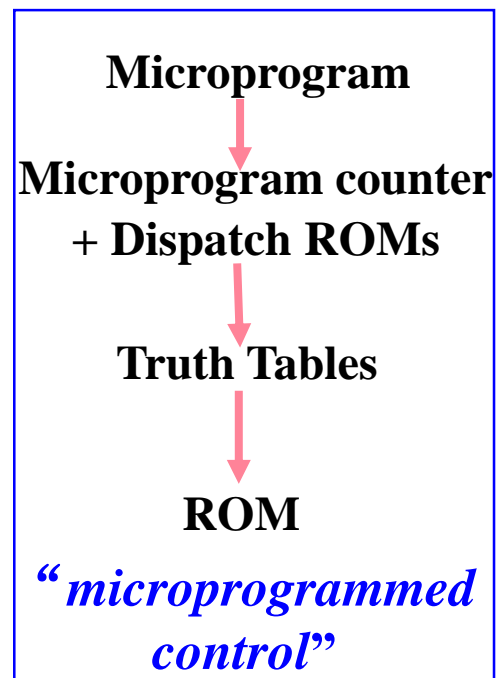 Microprogram
Microprogram counter
+ Dispatch ROMs
Truth Tables
ROM
“microprogrammed
control”